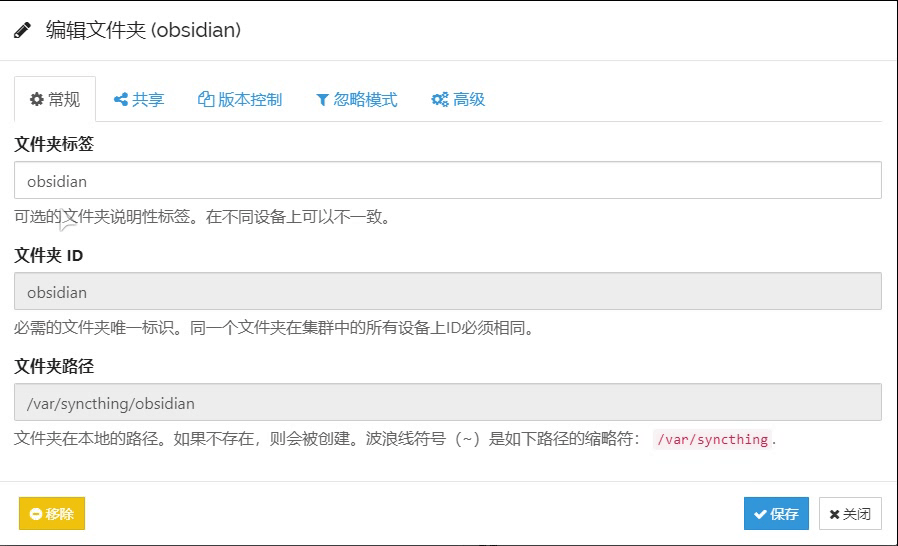 编辑文件夹 (obsidian)
常规 共享 版本控制 忽略模式 高级
文件夹标签
obsidian
可选的文件夹说明性标签。在不同设备上可以不一致。
文件夹 ID
obsidian
必需的文件夹唯一标识。同一个文件夹在集群中的所有设备上ID必须相同。
文件夹路径
/var/syncthing/obsidian
文件夹在本地的路径。如果不存在，则会被创建。波浪线符号（~）是如下路径的缩略符： /var/syncthing.
移除 保存 关闭